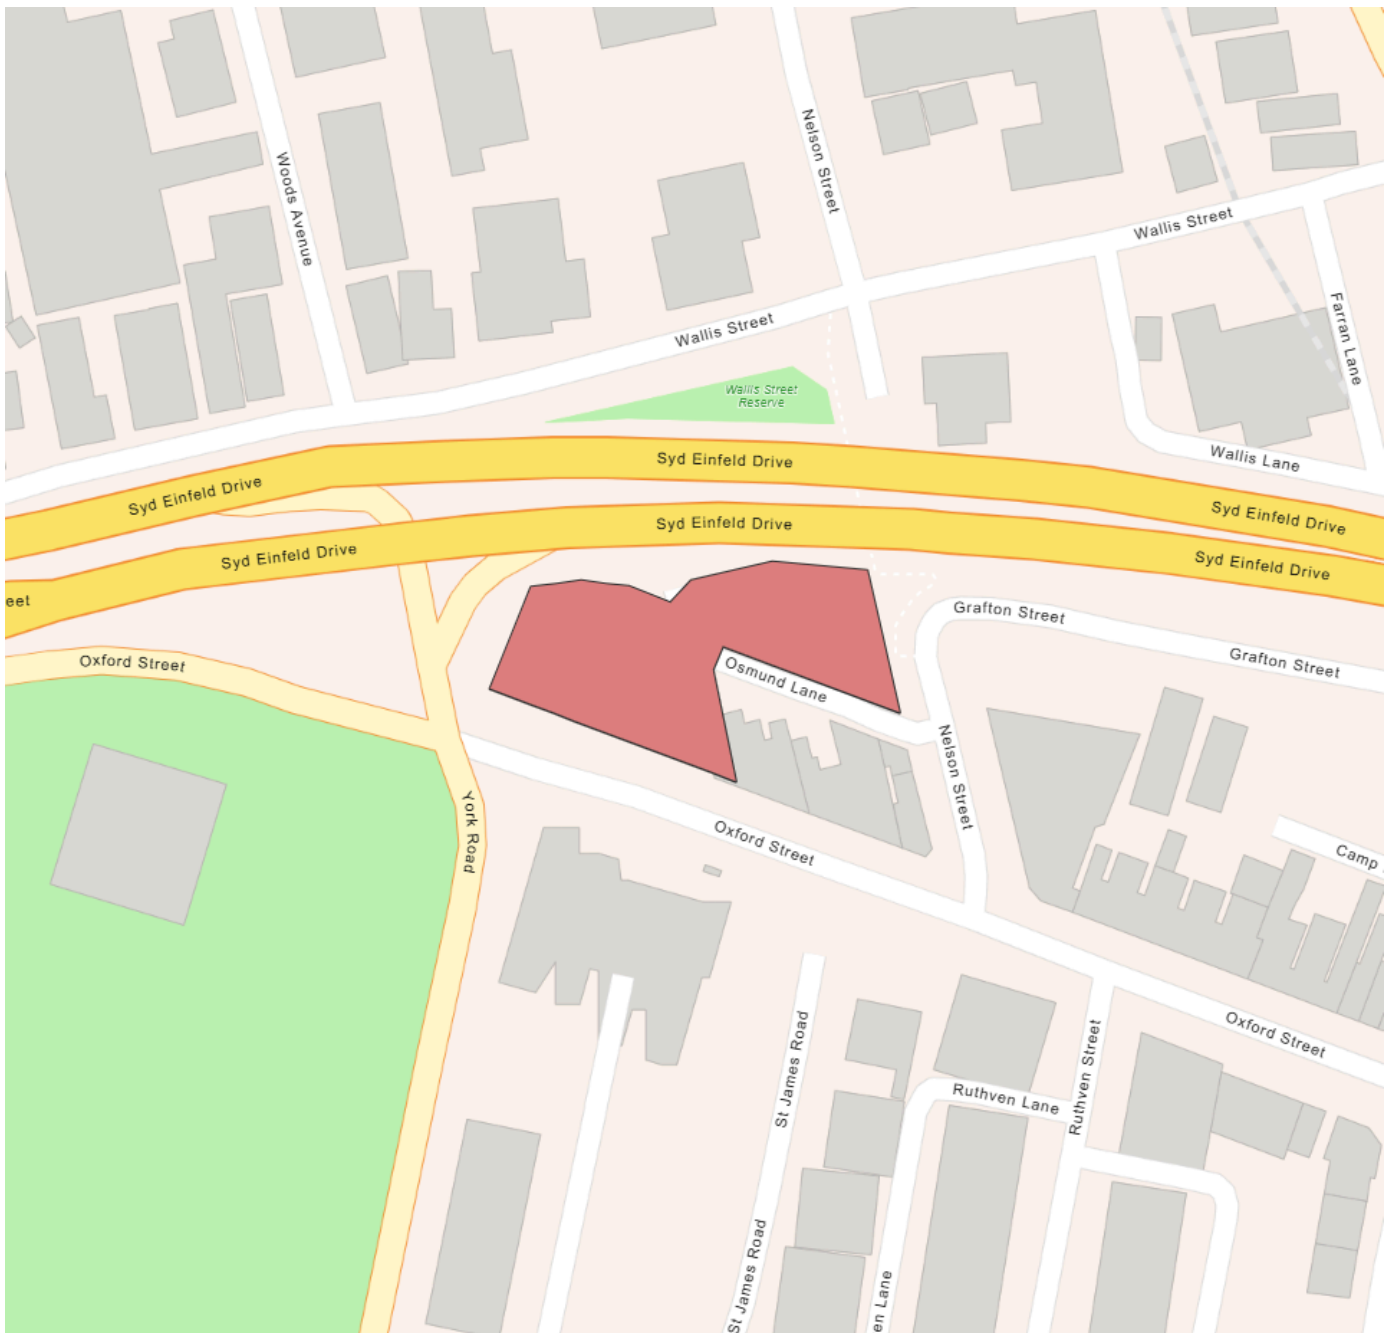 Woods Avenue
Nelson Street
Wallis Street
Wallis Street
Farran Lane
Wallis Street
Reserve
Wallis Lane
Syd Einfeld Drive
Syd Einfeld Drive
Syd Einfeld Drive
Syd Einfeld Drive
Syd Einfeld Drive
Syd Einfeld Drive
eet
Grafton Street
Grafton Street
Oxford Street
Osmund Lane
Nelson Street
York Road
Oxford Street
Camp
Oxford Street
St James Road
Ruthven Street
Ruthven Lane
St James Road
en Lane